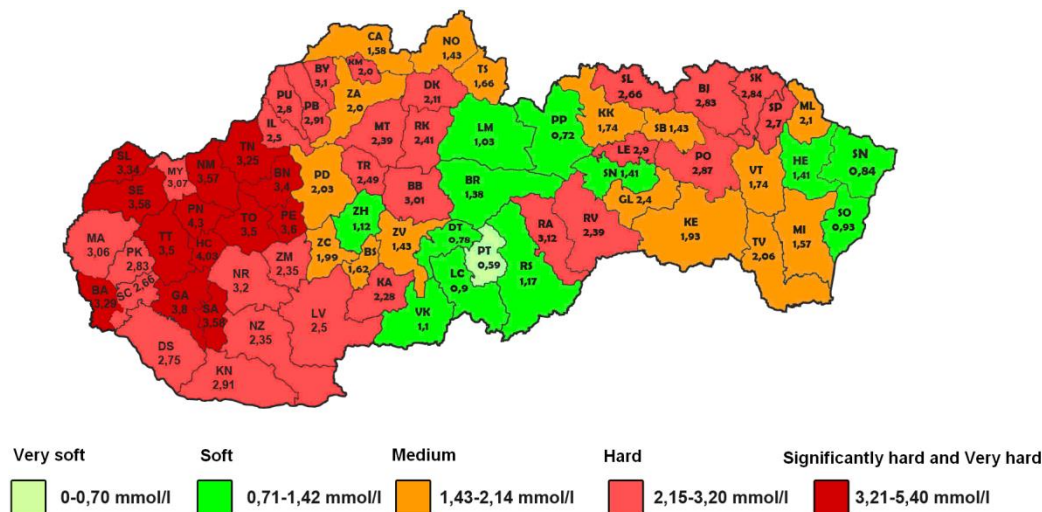 CA
1,58
NO
1,43
KM
2,0
TS
1,66
BY
3,1
ZA
2,0
DK
2,11
PU
2,8
PB
2,91
IL
2,5
MT
2,39
RK
2,41
LM
1,03
PP
0,72
KK
1,74
SL
2,66
BJ
2,83
SK
2,84
SP
2,7
ML
2,1
SB 1,43
LE 2,9
PO
2,87
HE
1,41
SN
0,84
SN 1,41
VT
1,74
SO
0,93
GL 2,4
KE
1,93
MI
1,57
TV
2,06
TN
3,25
SL
3,34
MY
3,07
NM
3,57
BN
3,4
PD
2,03
TR
2,49
BB
3,01
BR
1,38
SE
3,58
PN
4,3
TO
3,5
PE
3,6
ZH
1,12
ZV
1,43
DT
0,78
PT
0,59
RA
3,12
RV
2,39
MA
3,06
TT
3,5
HC
4,03
ZC
1,99
BS
1,62
PK
2,83
ZM
2,35
NR
3,2
LC
0,9
RS
1,17
BA
3,29
SC 2,66
GA
3,8
SA
3,56
KA
2,28
VK
1,1
LV
2,5
NZ
2,35
DS
2,75
KN
2,91
Very soft
Soft
Medium
Hard
Significantly hard and Very hard
0-0,70 mmol/l
0,71-1,42 mmol/l
1,43-2,14 mmol/l
2,15-3,20 mmol/l
3,21-5,40 mmol/l